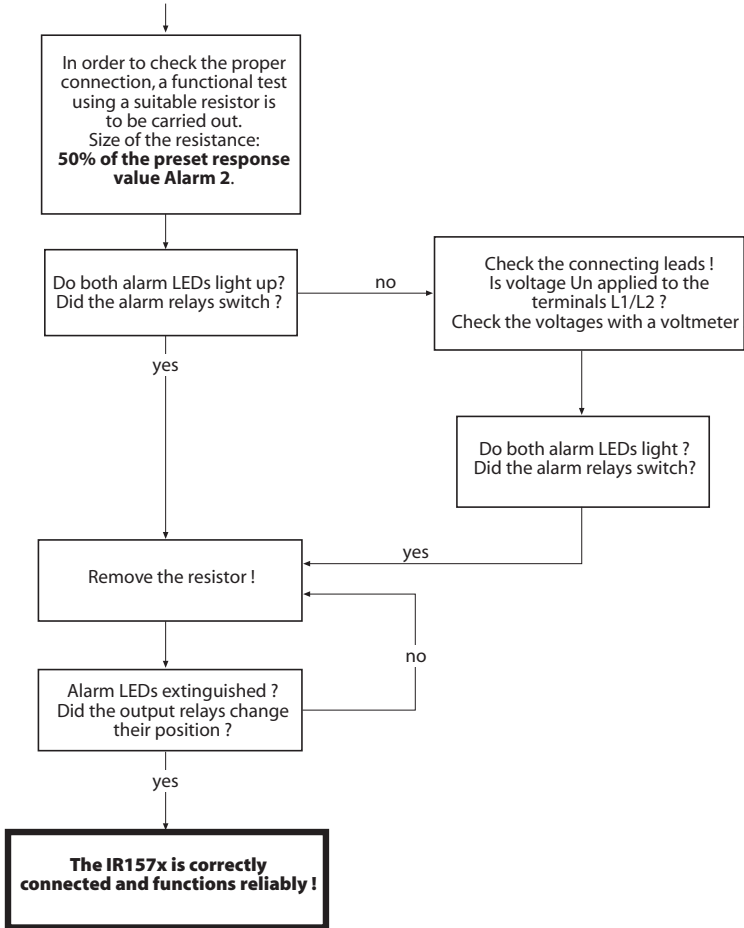 In order to check the proper
connection, a functional test
using a suitable resistor is
to be carried out.
Size of the resistance:
50% of the preset response
value Alarm 2.
Do both alarm LEDs light up?
Did the alarm relays switch ?
no
Check the connecting leads !
Is voltage Un applied to the
terminals L1/L2 ?
Check the voltages with a voltmeter
yes
Do both alarm LEDs light ?
Did the alarm relays switch?
yes
Remove the resistor !
no
Alarm LEDs extinguished ?
Did the output relays change
their position ?
yes
The IR157x is correctly
connected and functions reliably !